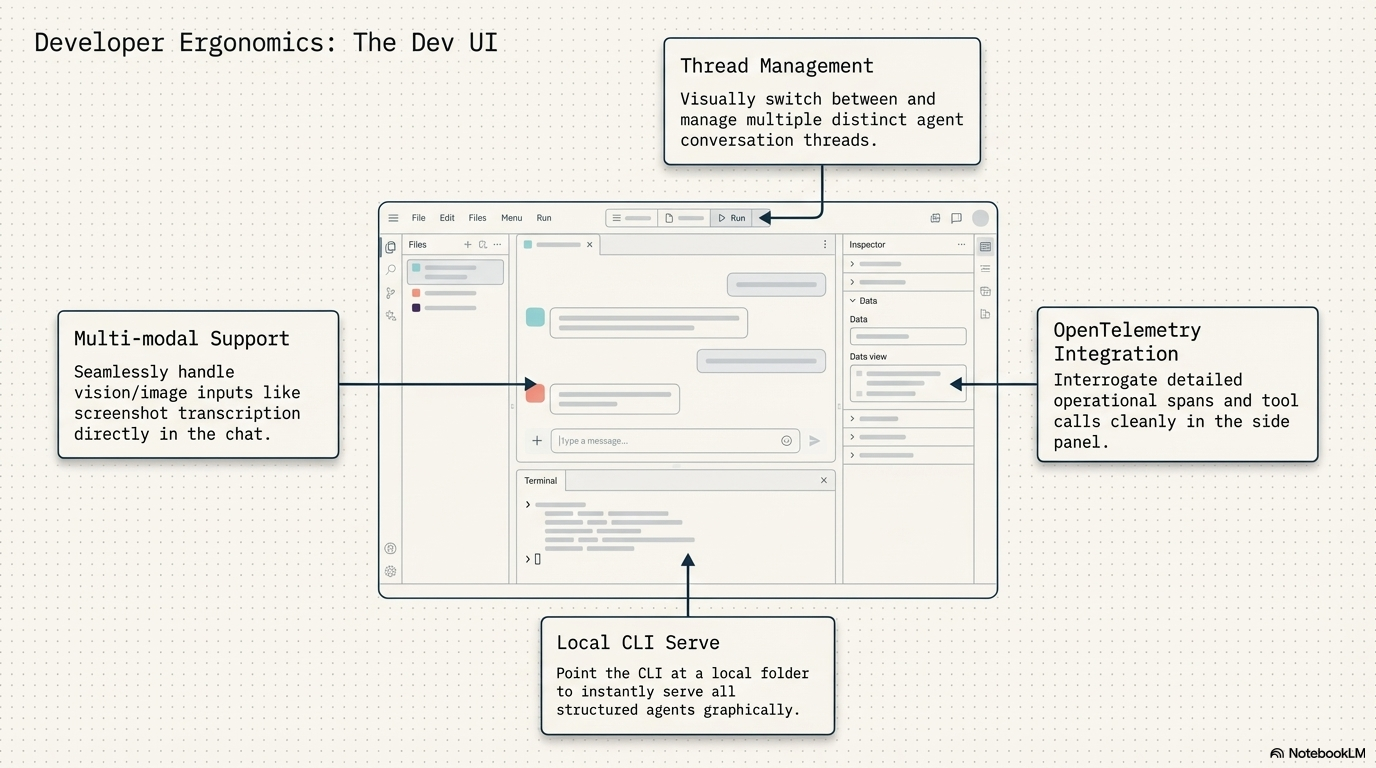 Developer Ergonomics: The Dev UI
Thread Management
Visually switch between and
manage multiple distinct agent
conversation threads.
File Edit Files Menu Run
Run
Files
Inspector
Data
Data
Dats view
Type a message...
Terminal
Multi-modal Support
Seamlessly handle
vision/image inputs like
screenshot transcription
directly in the chat.
OpenTelemetry
Integration
Interrogate detailed
operational spans and tool
calls cleanly in the side
panel.
Local CLI Serve
Point the CLI at a local folder
to instantly serve all
structured agents graphically.
NotebookLM